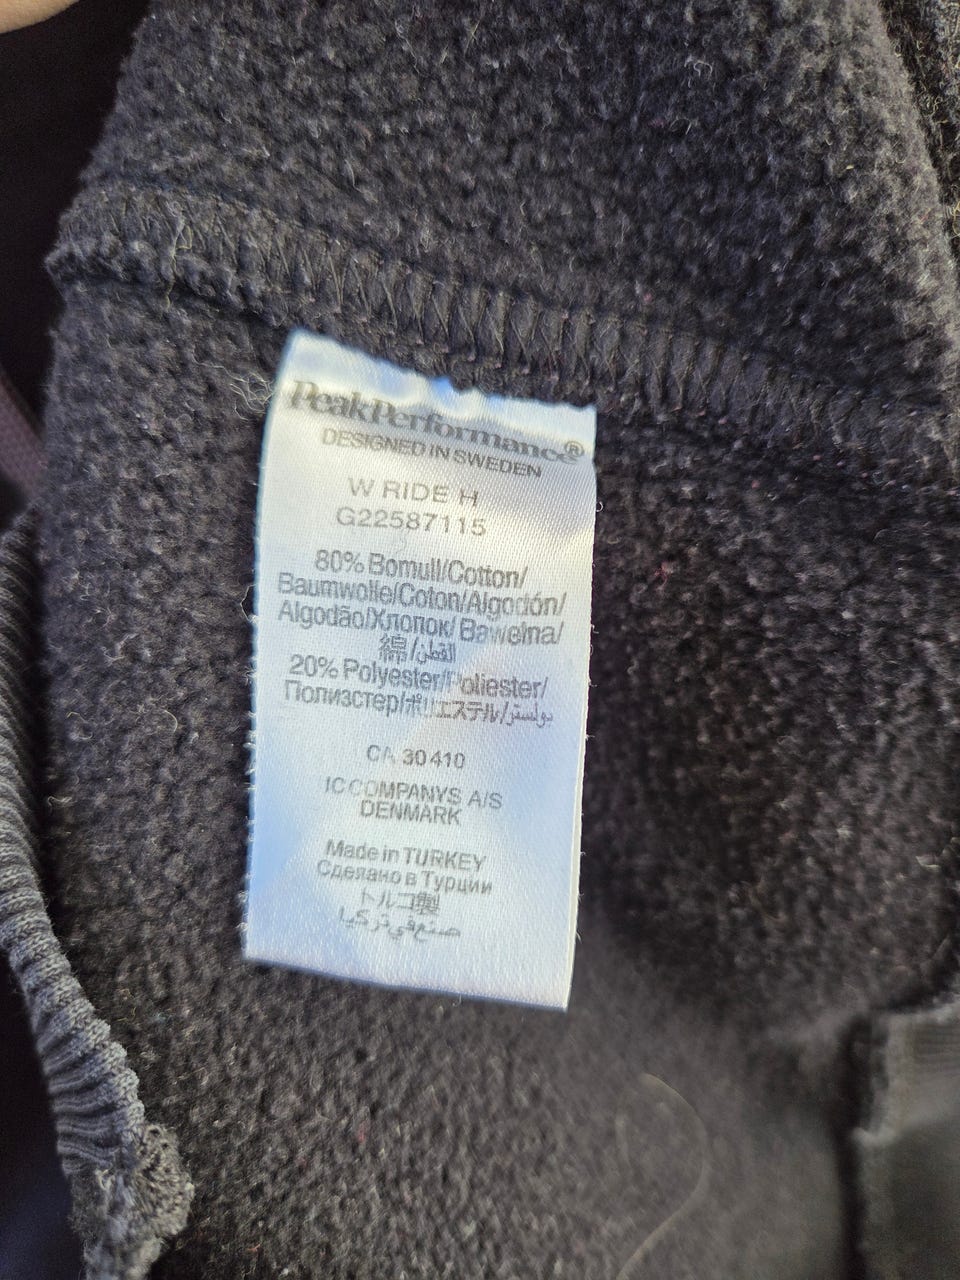 PeakPerformance®
DESIGNED IN SWEDEN
W RIDE H
G22587115
80% Bomull/Cotton/
Baumwolle/Coton/Algodón/
Algodão/Хлопок/Bawełna/
綿/القطن
20% Polyester/Poliester/
Полиэстер/ポリエステル/بولستر
CA 30410
IC COMPANYS A/S
DENMARK
Made in TURKEY
Сделано в Турции
トルコ製
صنع في تركيا